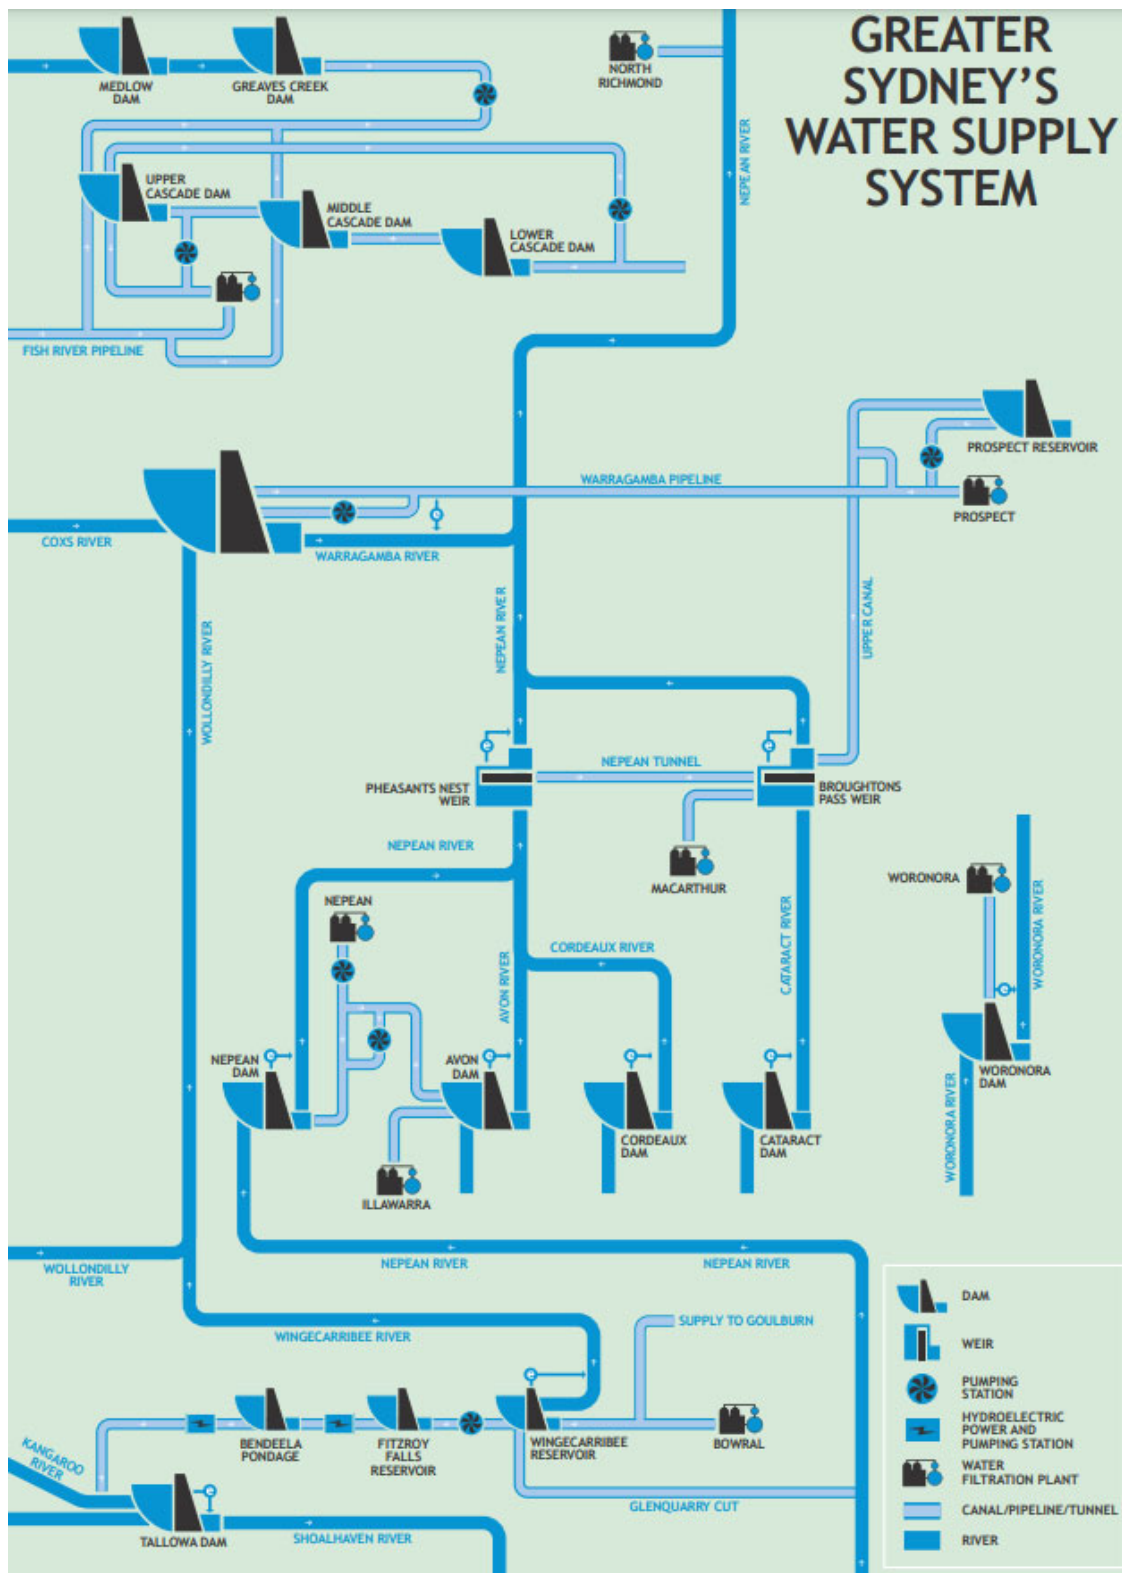 GREATER
SYDNEY'S
WATER SUPPLY
SYSTEM
MEDLOW
DAM
GREAVES CREEK
DAM
NORTH
RICHMOND
NEPEAN RIVER
UPPER
CASCADE DAM
MIDDLE
CASCADE DAM
LOWER
CASCADE DAM
FISH RIVER PIPELINE
PROSPECT RESERVOIR
WARRAGAMBA PIPELINE
PROSPECT
COXS RIVER
WARRAGAMBA RIVER
WOLLONDILLY RIVER
NEPEAN RIVER
UPPER CANAL
NEPEAN TUNNEL
PHEASANTS NEST
WEIR
BROUGHTONS
PASS WEIR
NEPEAN RIVER
MACARTHUR
WORONORA
NEPEAN
CORDEAUX RIVER
AVON RIVER
CATARACT RIVER
WORONORA RIVER
NEPEAN
DAM
AVON
DAM
WORONORA
DAM
CORDEAUX
DAM
CATARACT
DAM
WORONORA RIVER
ILLAWARRA
WOLLONDILLY
RIVER
NEPEAN RIVER
NEPEAN RIVER
WINGECARRIBEE RIVER
SUPPLY TO GOULBURN
BENDEELA
PONDAGE
FITZROY
FALLS
RESERVOIR
WINGECARRIBEE
RESERVOIR
BOWRAL
KANGAROO
RIVER
GLENQUARRY CUT
TALLOWA DAM
SHOALHAVEN RIVER
DAM
WEIR
PUMPING
STATION
HYDROELECTRIC
POWER AND
PUMPING STATION
WATER
FILTRATION PLANT
CANAL/PIPELINE/TUNNEL
RIVER